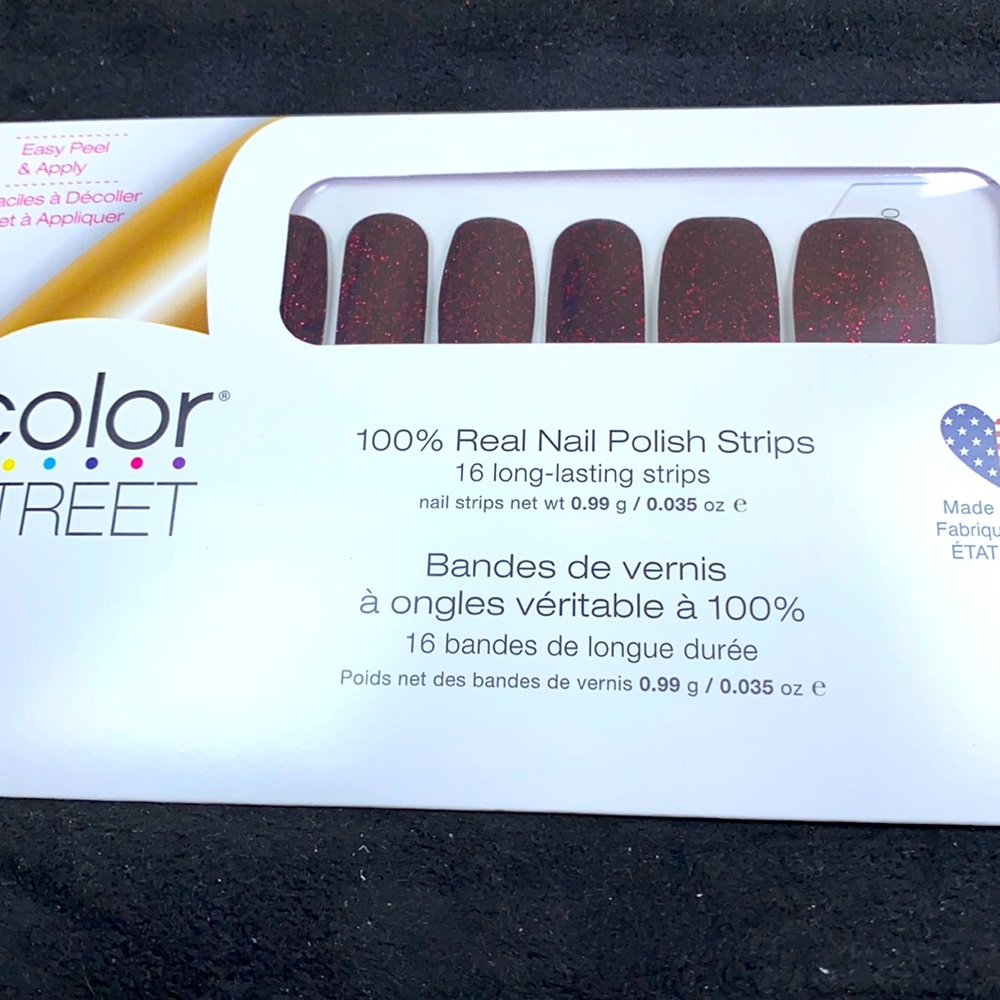 Easy Peel
& Apply
aciles à Décoller
et à Appliquer
color®
TREET
100% Real Nail Polish Strips
16 long-lasting strips
nail strips net wt 0.99 g / 0.035 oz e
Bandes de vernis
à ongles véritable à 100%
16 bandes de longue durée
Poids net des bandes de vernis 0.99 g / 0.035 oz e
Made
Fabriqu
ÉTAT